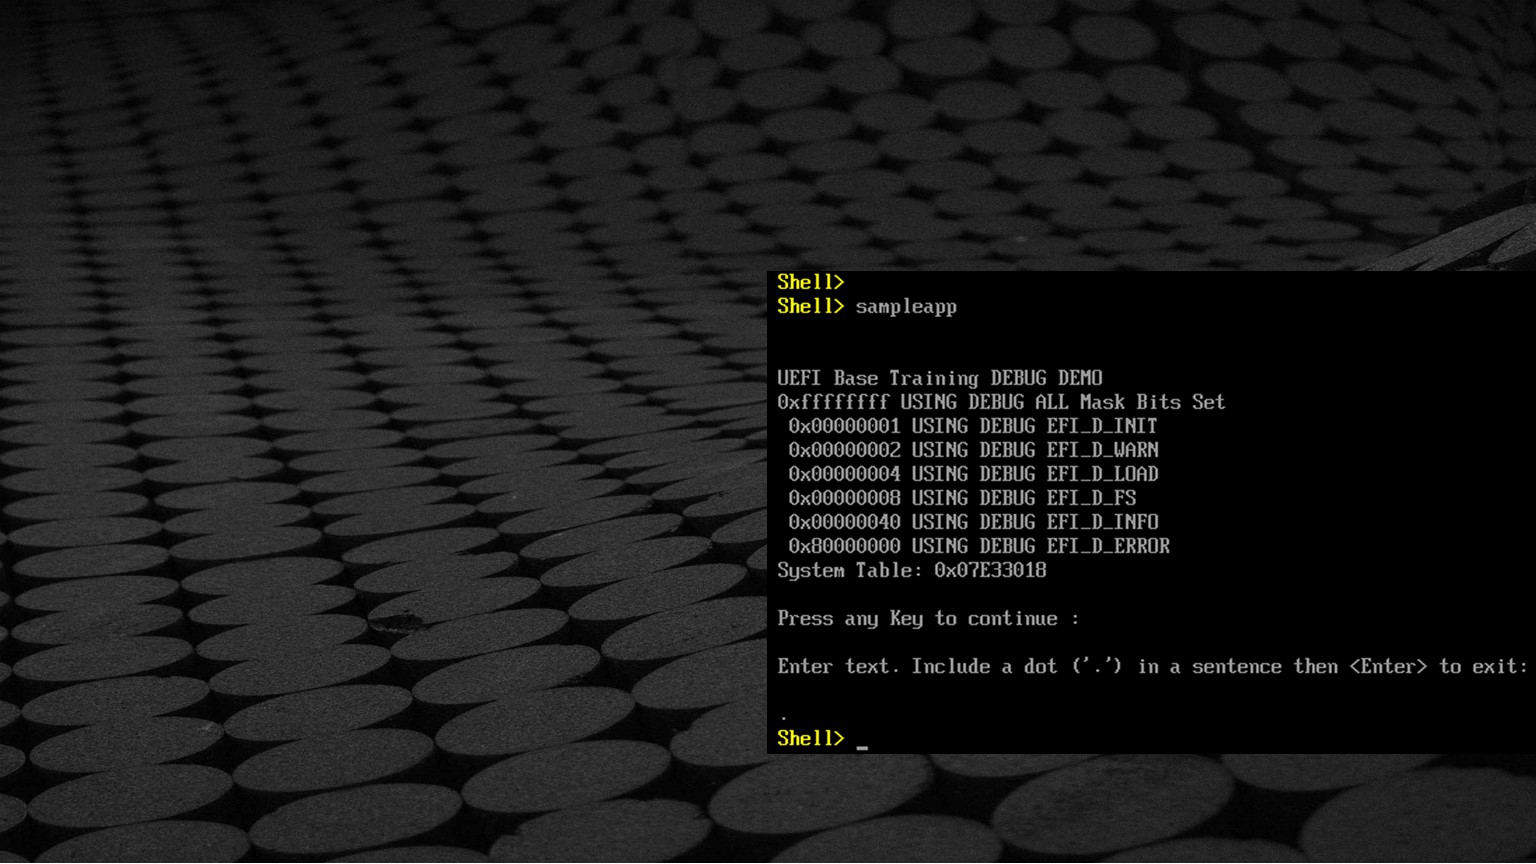 Shell>
Shell> sampleapp
UEFI Base Training DEBUG DEMO
0xffffffff USING DEBUG ALL Mask Bits Set
0x00000001 USING DEBUG EFI_D_INIT
0x00000002 USING DEBUG EFI_D_WARN
0x00000004 USING DEBUG EFI_D_LOAD
0x00000008 USING DEBUG EFI_D_FS
0x00000040 USING DEBUG EFI_D_INFO
0x80000000 USING DEBUG EFI_D_ERROR
System Table: 0x07E33018
Press any Key to continue :
Enter text. Include a dot ('.') in a sentence then <Enter> to exit:
.
Shell> _